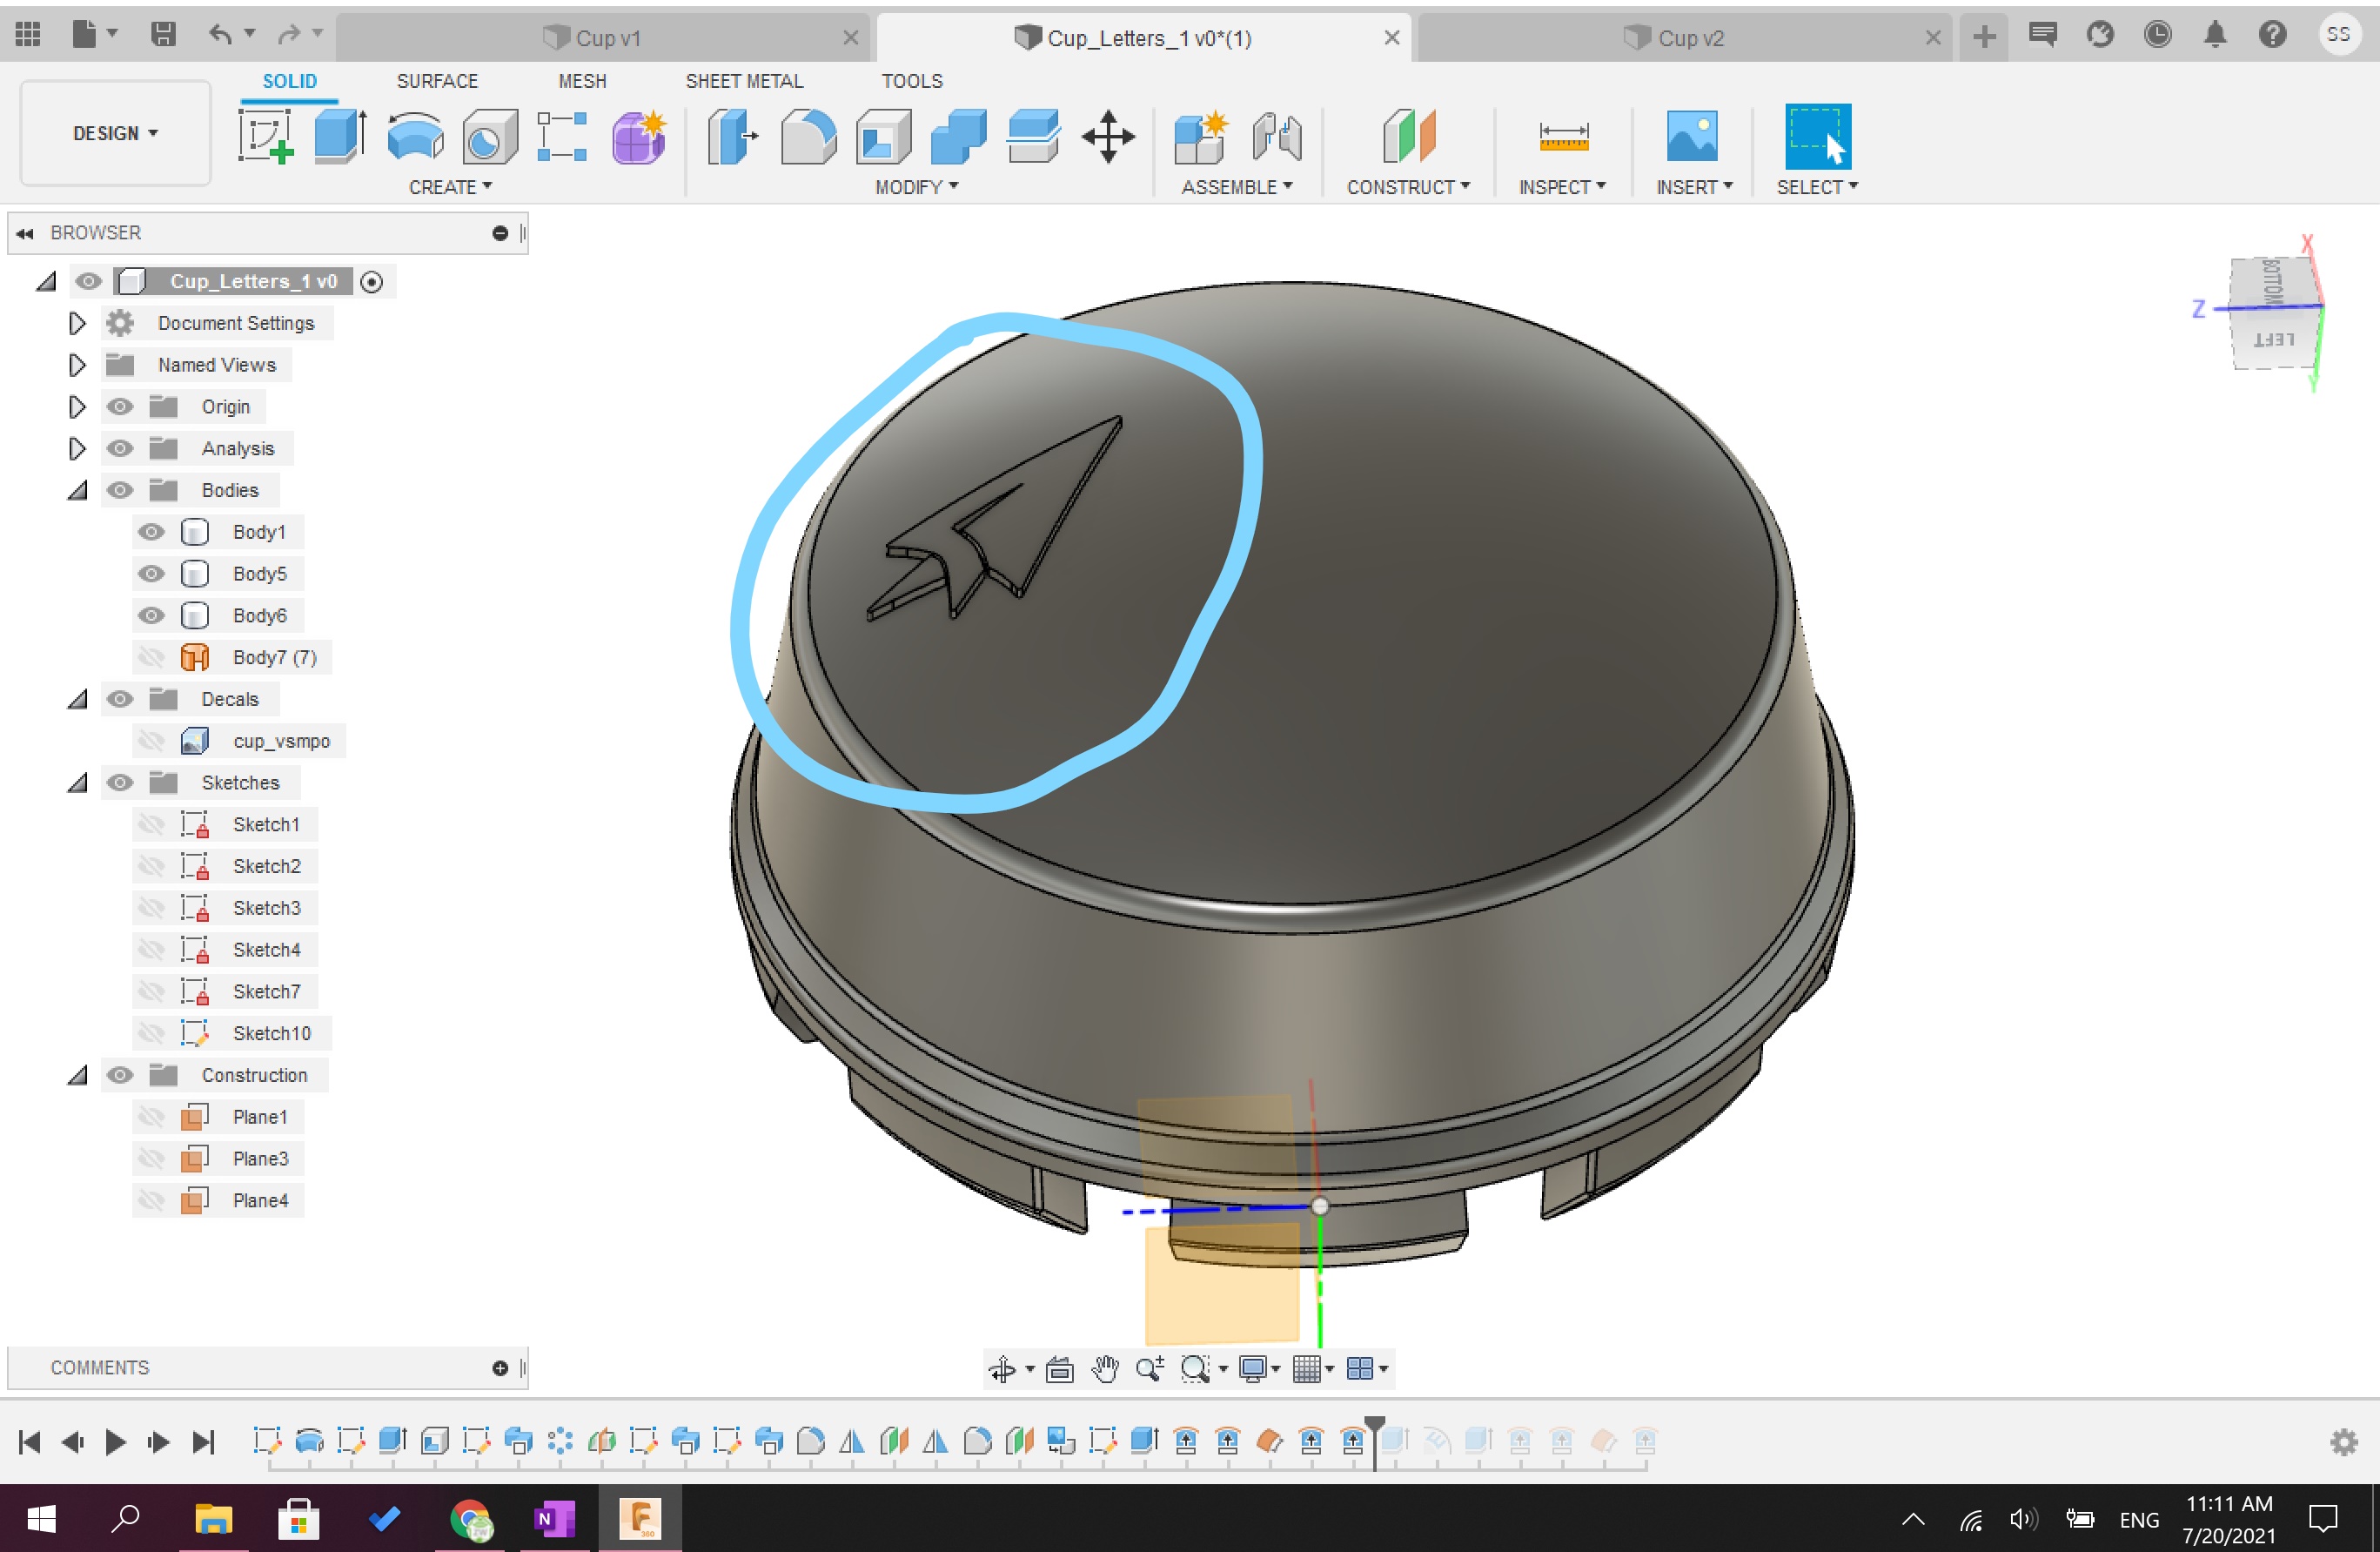 Cup v1
Cup_Letters_1 v0*(1)
Cup v2
SS
SOLID
SURFACE
MESH
SHEET METAL
TOOLS
DESIGN
CREATE
MODIFY
ASSEMBLE
CONSTRUCT
INSPECT
INSERT
SELECT
BROWSER
Cup_Letters_1 v0
Document Settings
Named Views
Origin
Analysis
Bodies
Body1
Body5
Body6
Body7 (7)
Decals
cup_vsmpo
Sketches
Sketch1
Sketch2
Sketch3
Sketch4
Sketch7
Sketch10
Construction
Plane1
Plane3
Plane4
X
BOTTOM
Z
LEFT
Y
COMMENTS
N
F
360
ENG
11:11 AM
7/20/2021